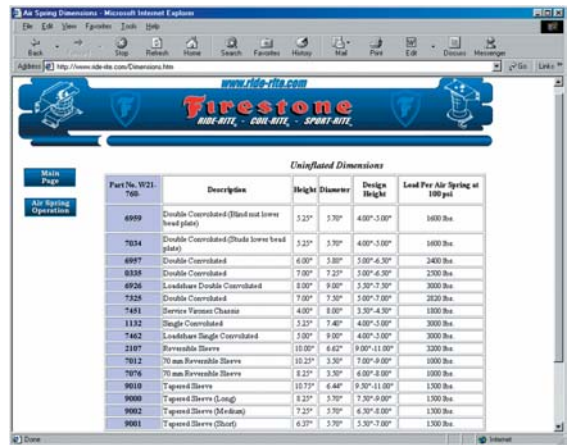 Air Spring Dimensions - Microsoft Internet Explorer
File Edit View Favorites Tools Help
Back Stop Refresh Home Search Favorites History Mail Print Edit Discuss Messenger
Address http://www.ride-rite.com/Dimensions.htm Go Links
www.ride-rite.com
Firestone
RIDE-RITE, - COIL-RITE, - SPORT-RITE,
Uninflated Dimensions
Main Page
Air Spring Operation
Part No. W21-760- Description Height Diameter Design Height Load Per Air Spring at 100 psi
6959 Double Convoluted (Blind nut lower bead plate) 5.25" 5.70" 4.00"-5.00" 1600 lbs.
7034 Double Convoluted (Studs lower bead plate) 5.25" 5.70" 4.00"-5.00" 1600 lbs.
6957 Double Convoluted 6.00" 5.80" 5.00"-6.50" 2400 lbs.
0335 Double Convoluted 7.00" 7.25" 5.00"-6.50" 2500 lbs.
6926 Loadshare Double Convoluted 8.00" 9.00" 5.50"-7.50" 3000 lbs.
7325 Double Convoluted 7.00" 7.50" 5.00"-7.00" 2820 lbs.
7451 Service Various Chassis 4.00" 8.00" 3.50"-4.50" 1800 lbs.
1132 Single Convoluted 5.25" 7.40" 4.00"-5.00" 3000 lbs.
7462 Loadshare Single Convoluted 5.00" 9.00" 4.00"-5.00" 3000 lbs.
2107 Reversible Sleeve 10.00" 6.62" 9.00"-11.00" 3200 lbs.
7012 70 mm Reversible Sleeve 10.25" 3.50" 7.00"-9.00" 1000 lbs.
7076 70 mm Reversible Sleeve 8.25" 3.50" 6.00"-8.00" 1000 lbs.
9010 Tapered Sleeve 10.75" 6.44" 9.50"-11.00" 1500 lbs.
9000 Tapered Sleeve (Long) 8.25" 5.70" 7.50"-9.00" 1500 lbs.
9002 Tapered Sleeve (Medium) 7.25" 5.70" 6.50"-8.00" 1500 lbs.
9001 Tapered Sleeve (Short) 6.37" 5.70" 5.50"-7.00" 1500 lbs.
Done Internet